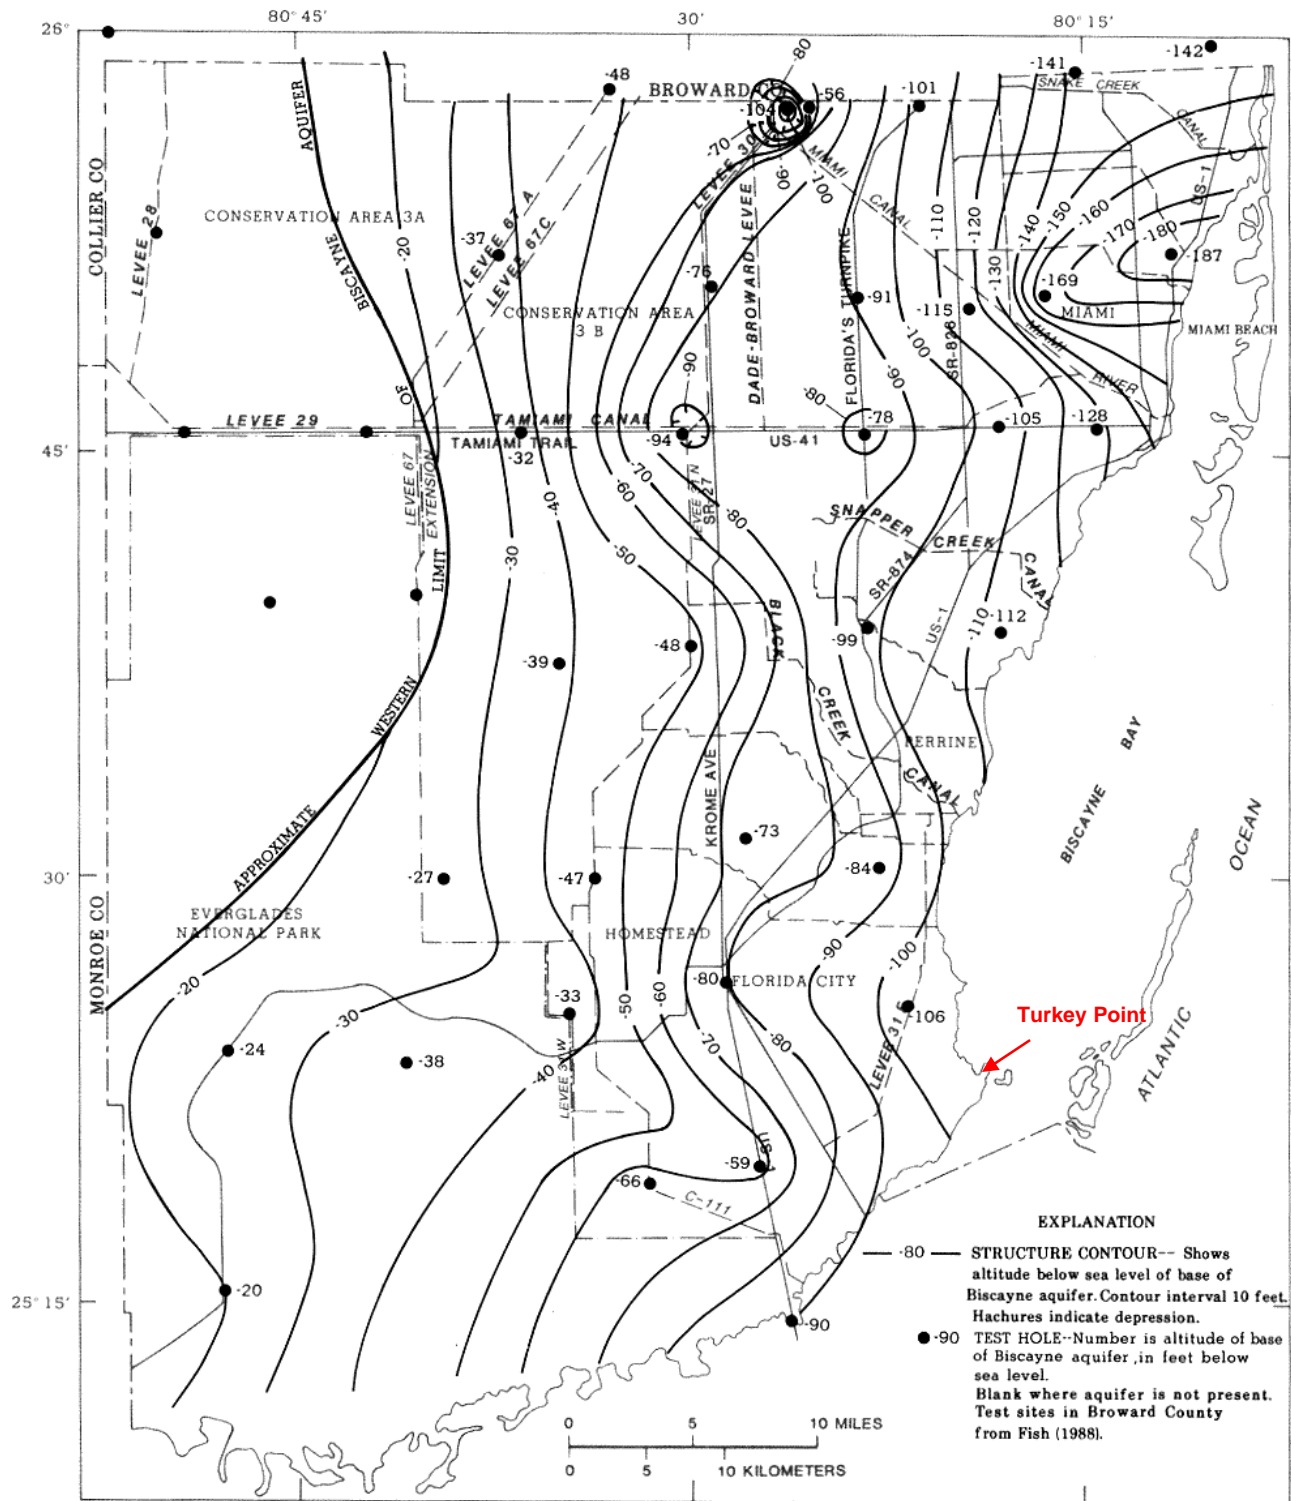 80° 45'
30'
80° 15'
26°
-142
-141
-80
-48
BROWARD
-56
-101
SNAKE CREEK
CANAL
-104
AQUIFER
-70
LEVEE 30
-90
-100
MIAMI
CANAL
COLLIER CO
LEVEE 28
CONSERVATION AREA 3A
-20
-37
LEVEE 67 A
LEVEE 67C
BISCAYNE
DADE-BROWARD LEVEE
FLORIDA'S TURNPIKE
-110
-120
-130
-140
-150
-160
-170
-180
US-1
-187
-76
-91
-169
-115
MIAMI
CONSERVATION AREA
3 B
MIAMI BEACH
-100
SR-826
MIAMI
RIVER
-90
-90
-80
OF
LEVEE 29
TAMIAMI CANAL
TAMIAMI TRAIL
-94
US-41
-78
-105
-128
45'
-32
LEVEE 67
EXTENSION
-40
-60
-70
LEVEE 31N
SR-27
-80
SNAPPER
CREEK
CANAL
-30
-50
LIMIT
SR-874
US-1
BLACK
CREEK
CANAL
-99
-110
-112
-39
-48
WESTERN
PERRINE
BISCAYNE BAY
KROME AVE
APPROXIMATE
-73
-84
ATLANTIC OCEAN
30'
-27
-47
EVERGLADES
NATIONAL PARK
HOMESTEAD
MONROE CO
-20
-90
-100
-80
FLORIDA CITY
-33
-50
-60
-30
-106
Turkey Point
-24
-38
-70
-80
LEVEE 31 E
-40
LEVEE 31 W
-59
US-1
-66
C-111
-20
25° 15'
-90
EXPLANATION
-80 STRUCTURE CONTOUR-- Shows
altitude below sea level of base of
Biscayne aquifer. Contour interval 10 feet.
Hachures indicate depression.
-90 TEST HOLE--Number is altitude of base
of Biscayne aquifer, in feet below
sea level.
Blank where aquifer is not present.
Test sites in Broward County
from Fish (1988).
0 5 10 MILES
0 5 10 KILOMETERS